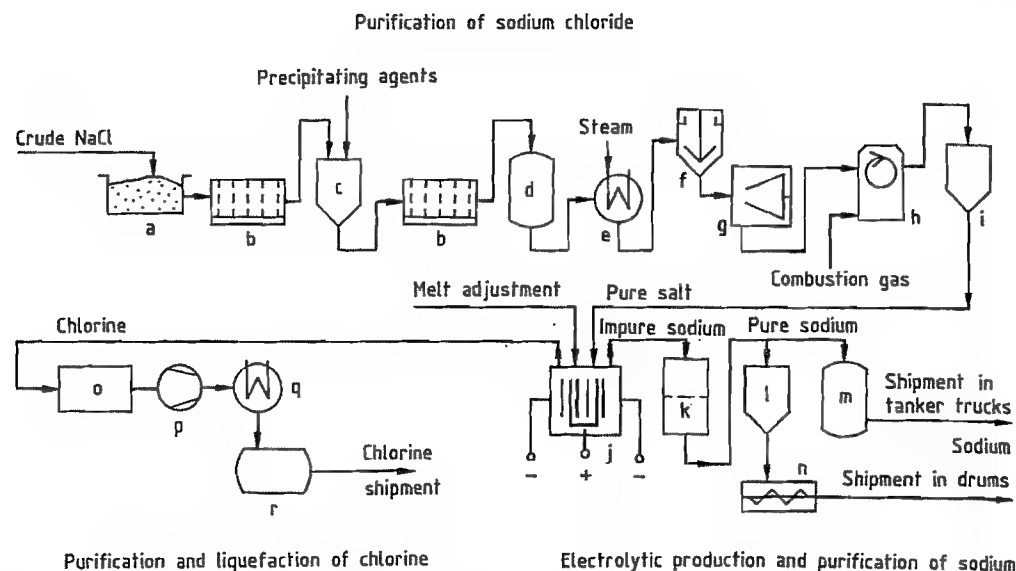 Purification of sodium chloride
Precipitating agents
Crude NaCl
Steam
a
b
c
b
d
e
f
g
h
i
Combustion gas
Melt adjustment
Pure salt
Chlorine
Impure sodium
Pure sodium
o
p
q
r
Chlorine
shipment
j
k
l
m
n
−
+
−
Shipment in
tanker trucks
Sodium
Shipment in drums
Purification and liquefaction of chlorine
Electrolytic production and purification of sodium